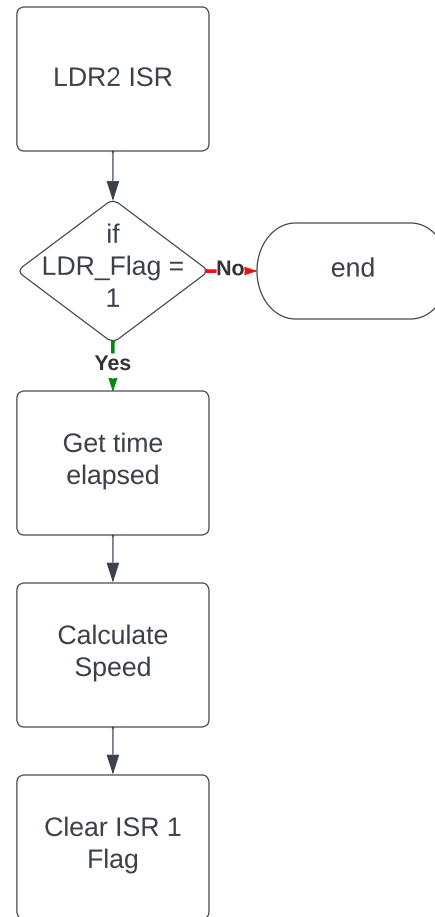 LDR2 ISR
if
LDR_Flag =
1
No
end
Yes
Get time
elapsed
Calculate
Speed
Clear ISR 1
Flag